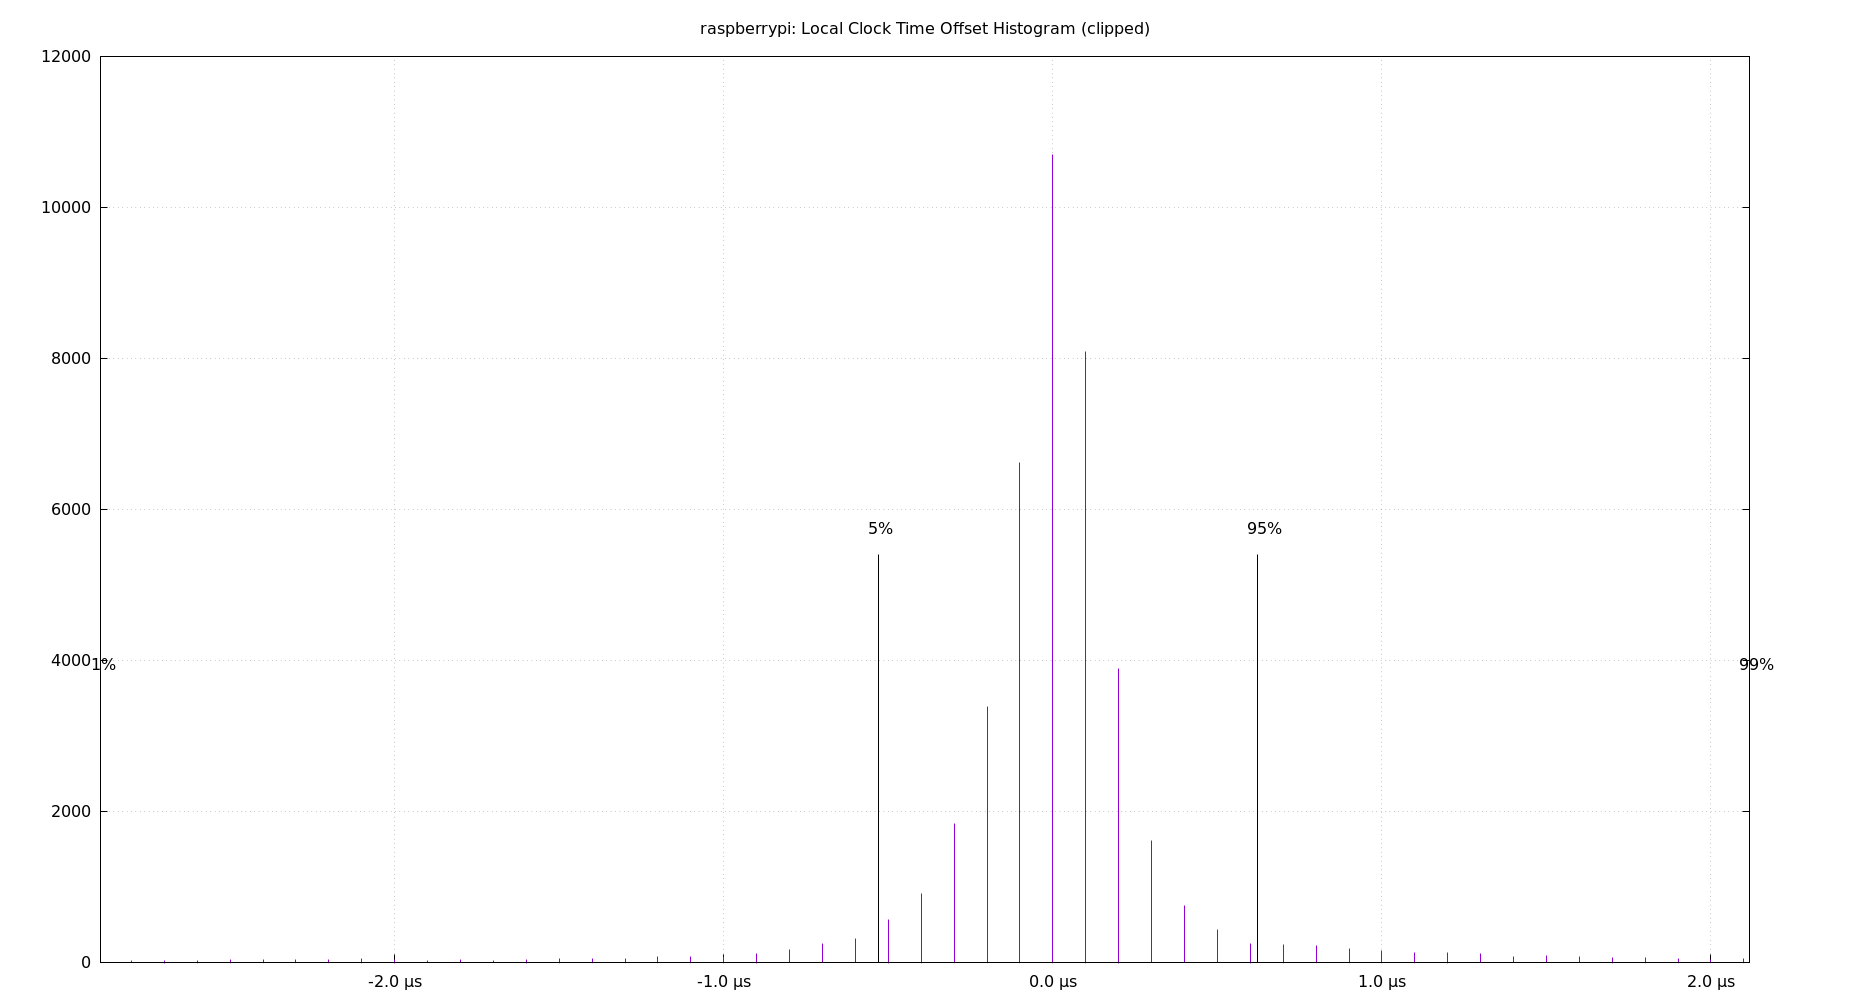 raspberrypi: Local Clock Time Offset Histogram (clipped)
12000
10000
8000
6000
5%
95%
4000
1%
99%
2000
0
-2.0 µs
-1.0 µs
0.0 µs
1.0 µs
2.0 µs